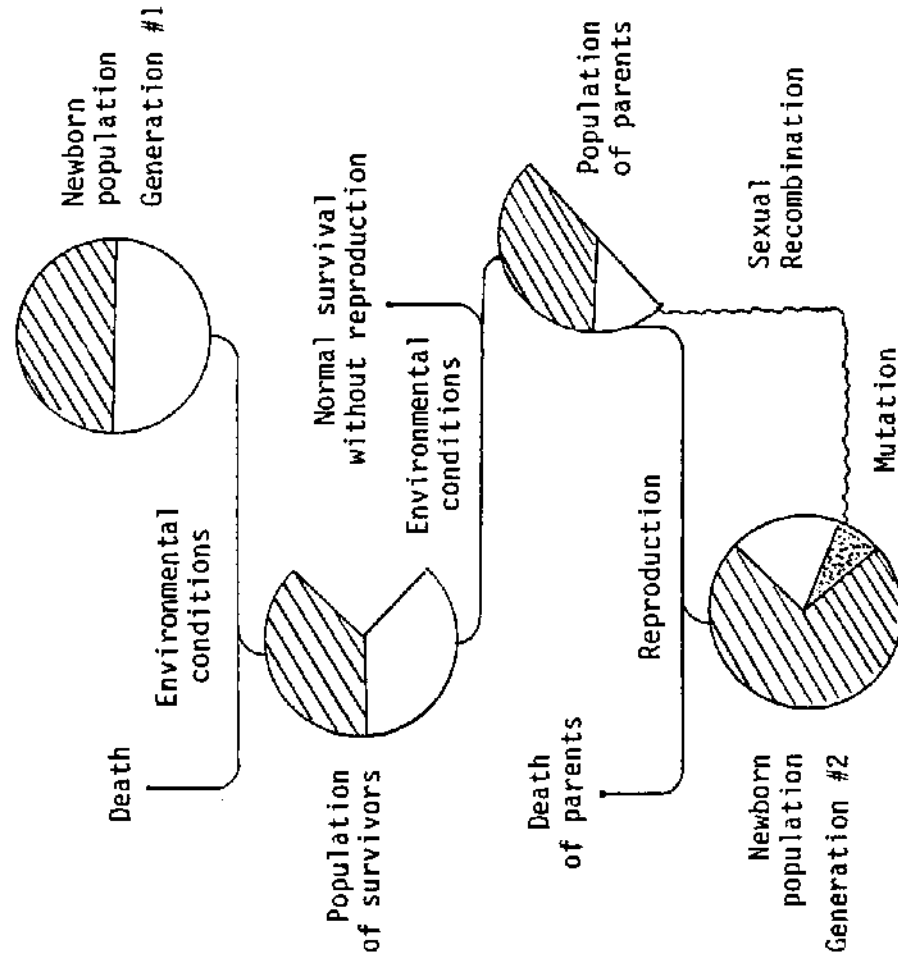 Newborn
population
Generation #1
Death
Environmental
conditions
Population
of survivors
Normal survival
without reproduction
Environmental
conditions
Population
of parents
Death
of parents
Reproduction
Sexual
Recombination
Mutation
Newborn
population
Generation #2